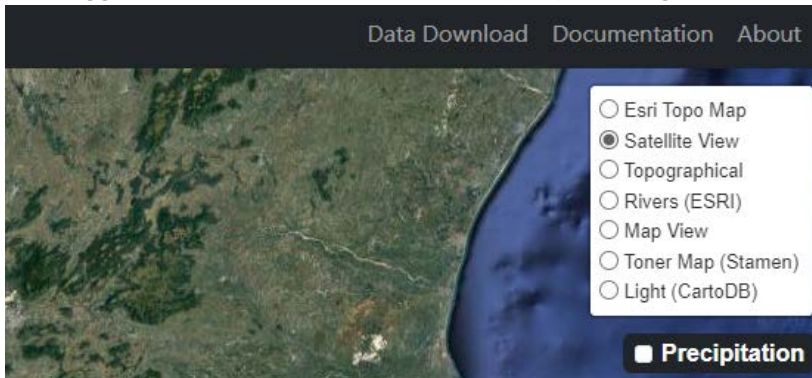 Data Download Documentation About
Esri Topo Map
Satellite View
Topographical
Rivers (ESRI)
Map View
Toner Map (Stamen)
Light (CartoDB)
Precipitation